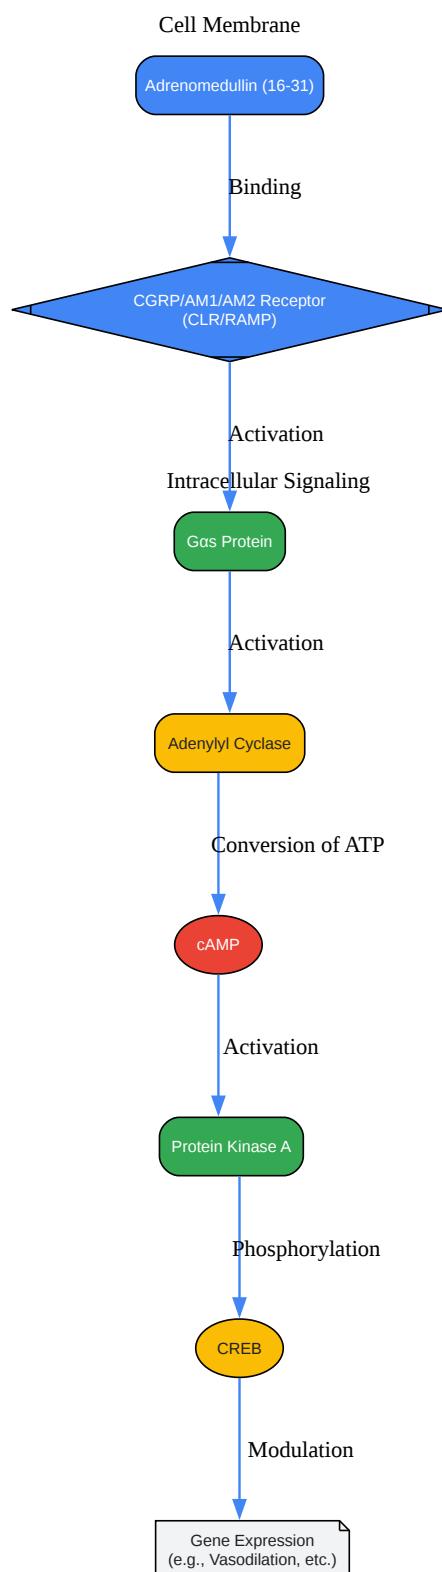 Cell Membrane
Adrenomedullin (16-31)
Binding
CGRP/AM1/AM2 Receptor
(CLR/RAMP)
Activation
Intracellular Signaling
Gαs Protein
Activation
Adenylyl Cyclase
Conversion of ATP
cAMP
Activation
Protein Kinase A
Phosphorylation
CREB
Modulation
Gene Expression
(e.g., Vasodilation, etc.)